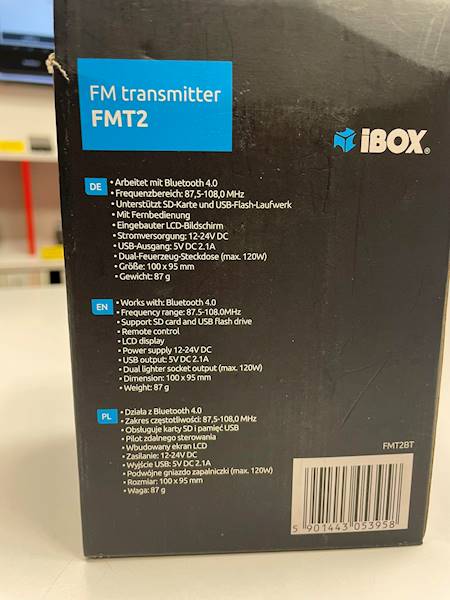 FM transmitter
FMT2
iBOX®
DE
• Arbeitet mit Bluetooth 4.0
• Frequenzbereich: 87,5-108,0 MHz
• Unterstützt SD-Karte und USB-Flash-Laufwerk
• Mit Fernbedienung
• Eingebauter LCD-Bildschirm
• Stromversorgung: 12-24V DC
• USB-Ausgang: 5V DC 2.1A
• Dual-Feuerzeug-Steckdose (max. 120W)
• Größe: 100 x 95 mm
• Gewicht: 87 g
EN
• Works with: Bluetooth 4.0
• Frequency range: 87.5-108.0MHz
• Support SD card and USB flash drive
• Remote control
• LCD display
• Power supply 12-24V DC
• USB output: 5V DC 2.1A
• Dual lighter socket output (max. 120W)
• Dimension: 100 x 95 mm
• Weight: 87 g
PL
• Działa z Bluetooth 4.0
• Zakres częstotliwości: 87,5-108,0 MHz
• Obsługuje karty SD i pamięć USB
• Pilot zdalnego sterowania
• Wbudowany ekran LCD
• Zasilanie: 12-24V DC
• Wyjście USB: 5V DC 2.1A
• Podwójne gniazdo zapalniczki (max. 120W)
• Rozmiar: 100 x 95 mm
• Waga: 87 g
FMT2BT
5 901443 053958